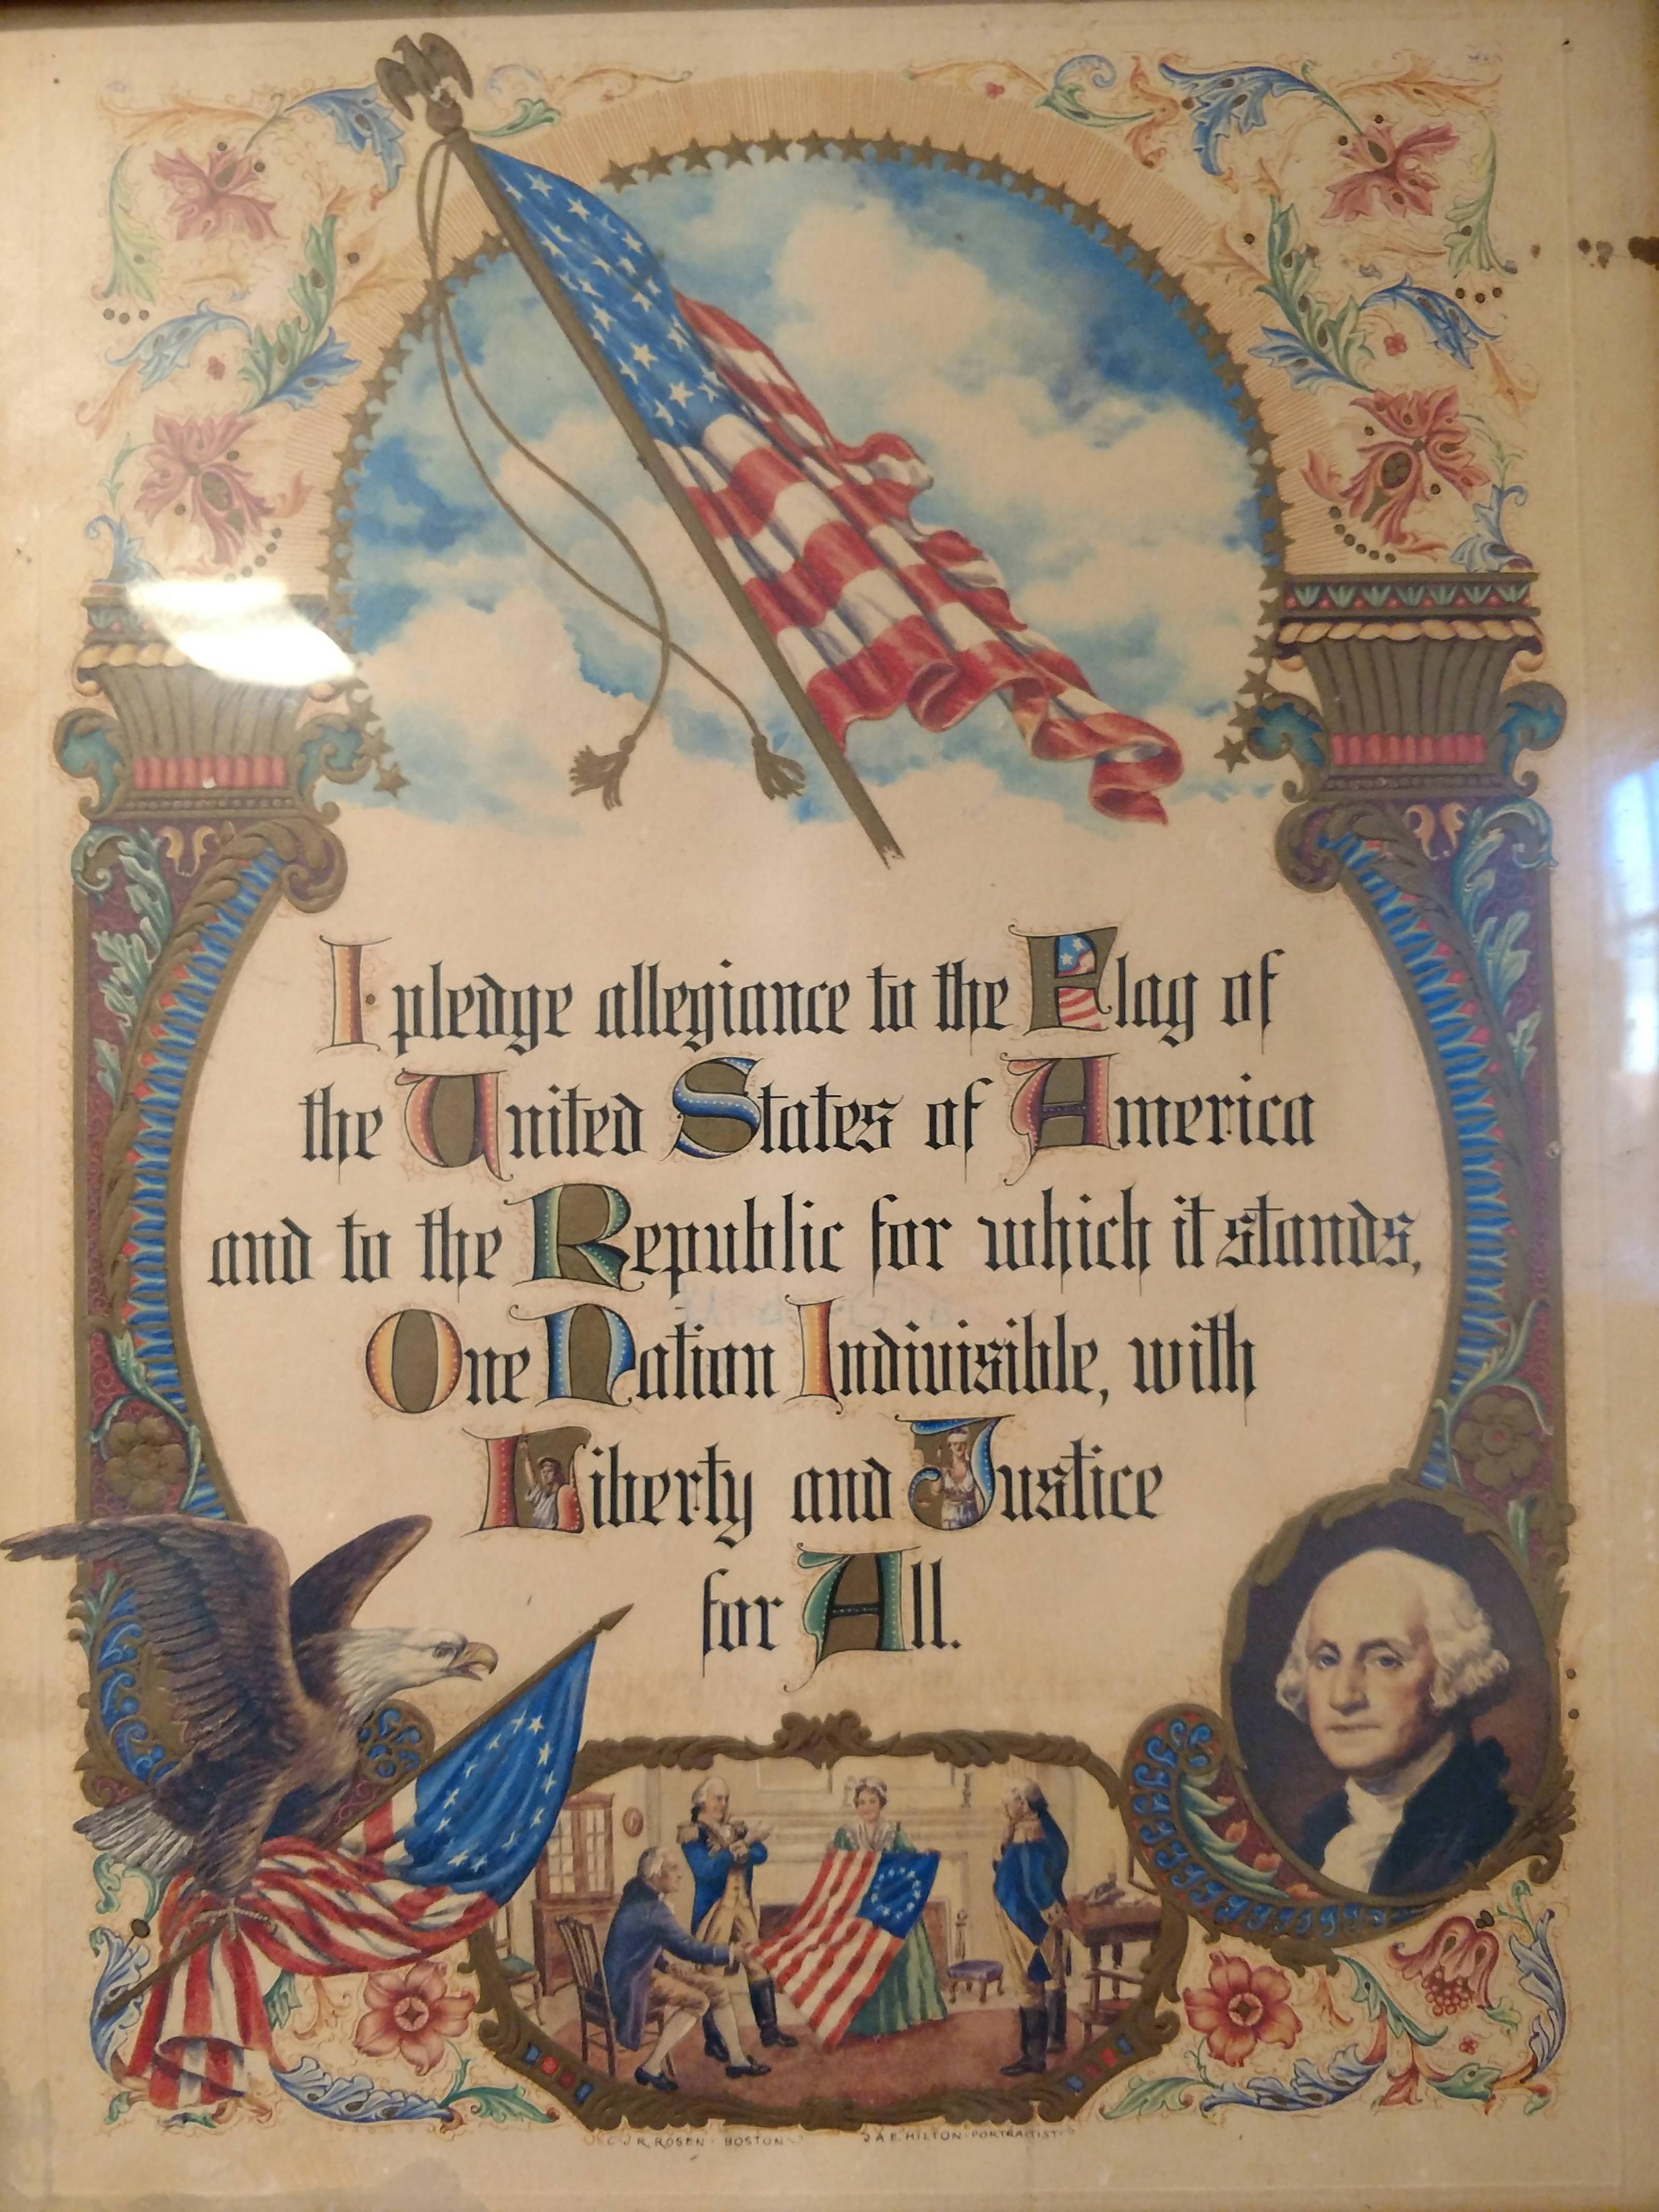 I pledge allegiance to the Flag of
the United States of America
and to the Republic for which it stands,
One Nation Indivisible, with
Liberty and Justice
for All.
J. R. ROSEN · BOSTON
A. E. HILTON · PORTRAITIST